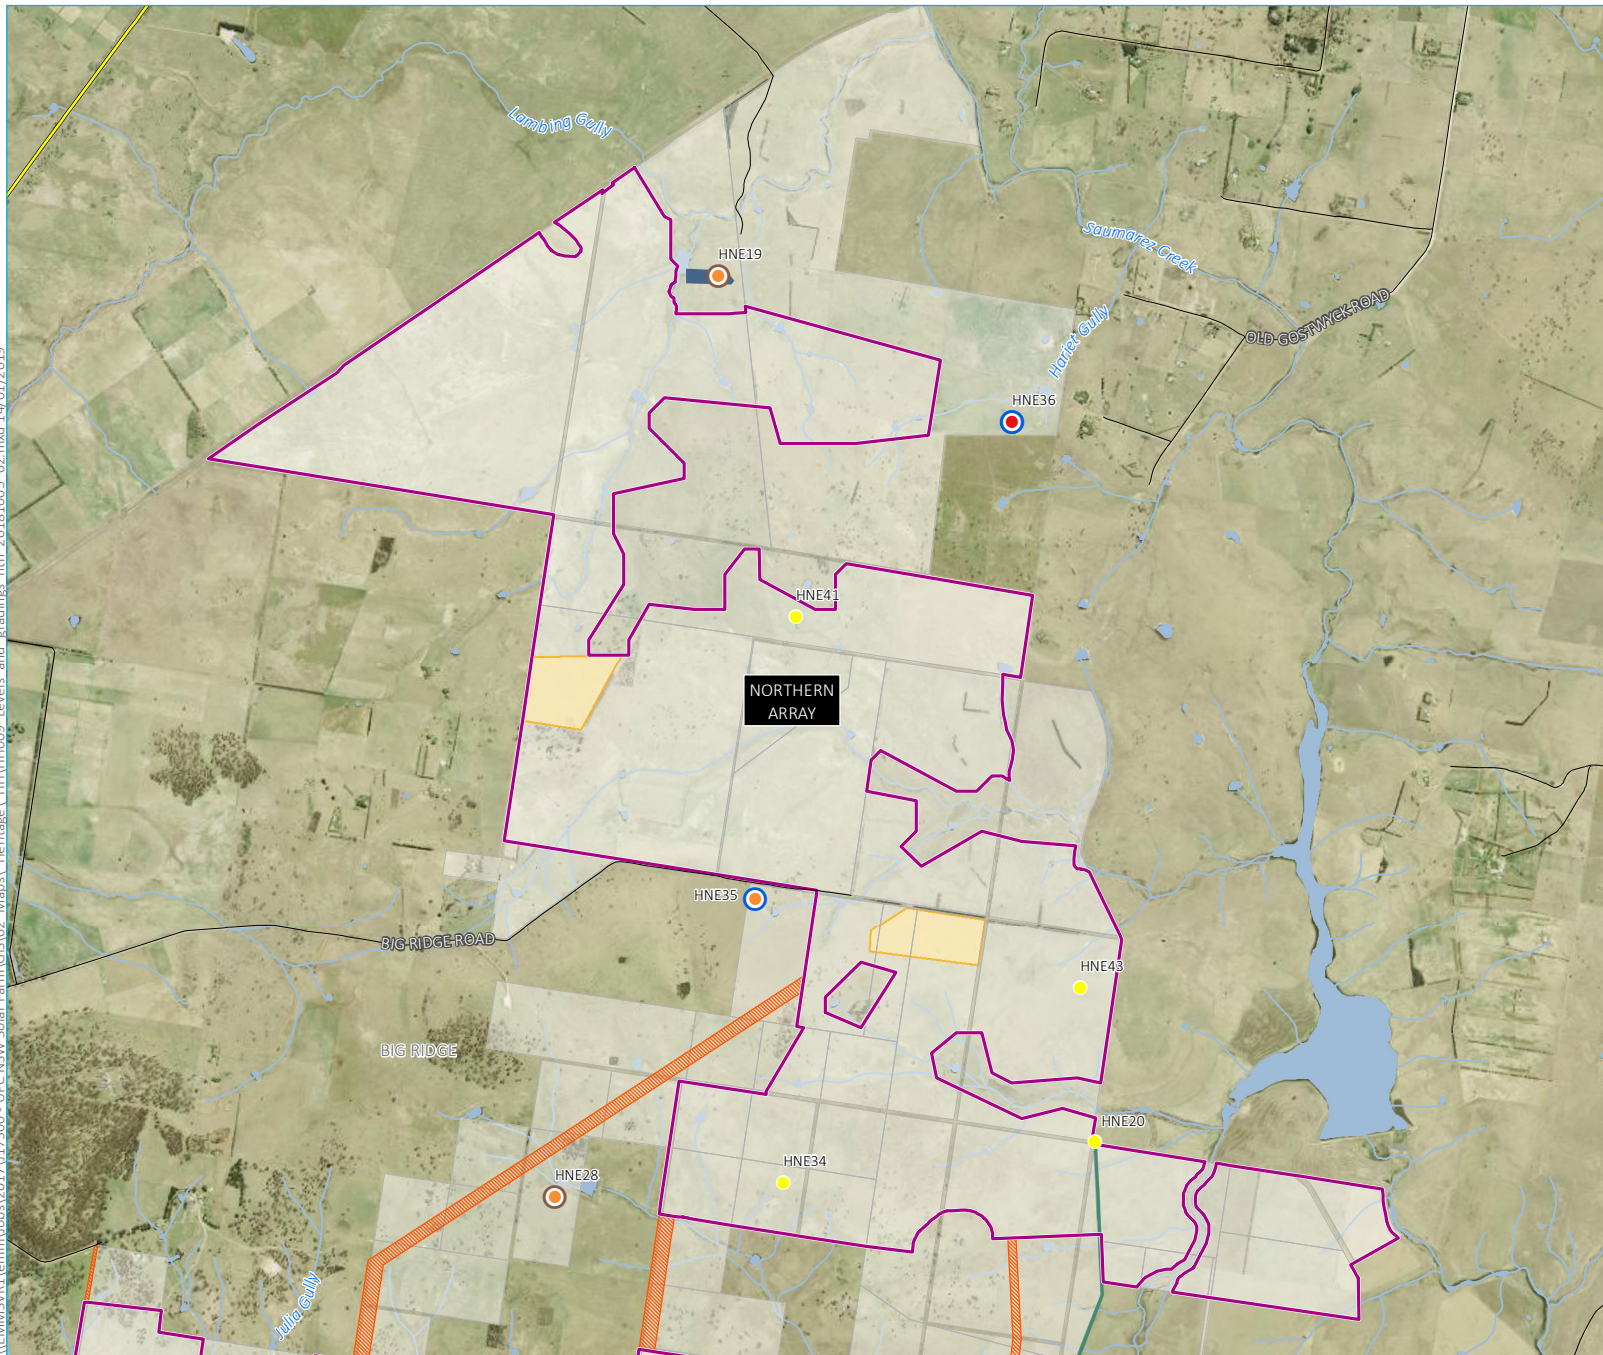 Lambing Gully
Saumarez Creek
HNE19
OLD GOSTWYCK ROAD
Hariet Gully
HNE36
HNE41
NORTHERN
ARRAY
HNE35
BIG RIDGE ROAD
HNE43
BIG RIDGE
HNE20
HNE34
HNE28
Julia Gully